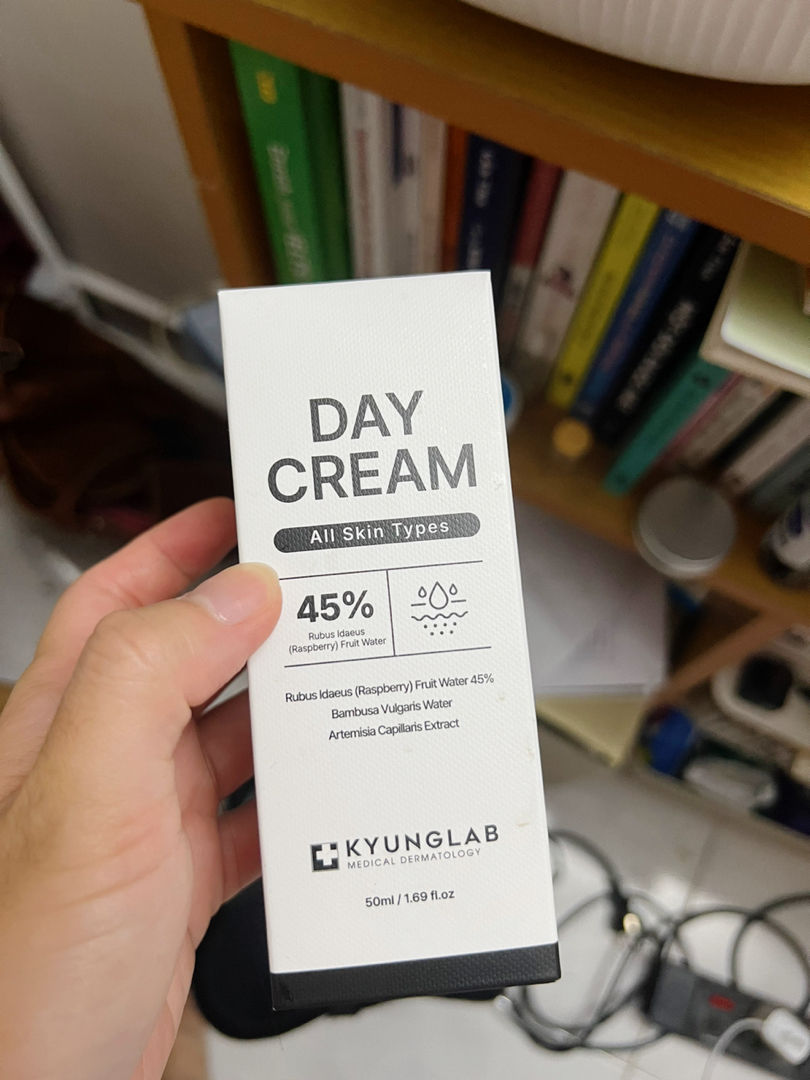 DAY
CREAM
All Skin Types
45%
Rubus Idaeus
(Raspberry) Fruit Water
Rubus Idaeus (Raspberry) Fruit Water 45%
Bambusa Vulgaris Water
Artemisia Capillaris Extract
KYUNGLAB
MEDICAL DERMATOLOGY
50ml / 1.69 fl.oz